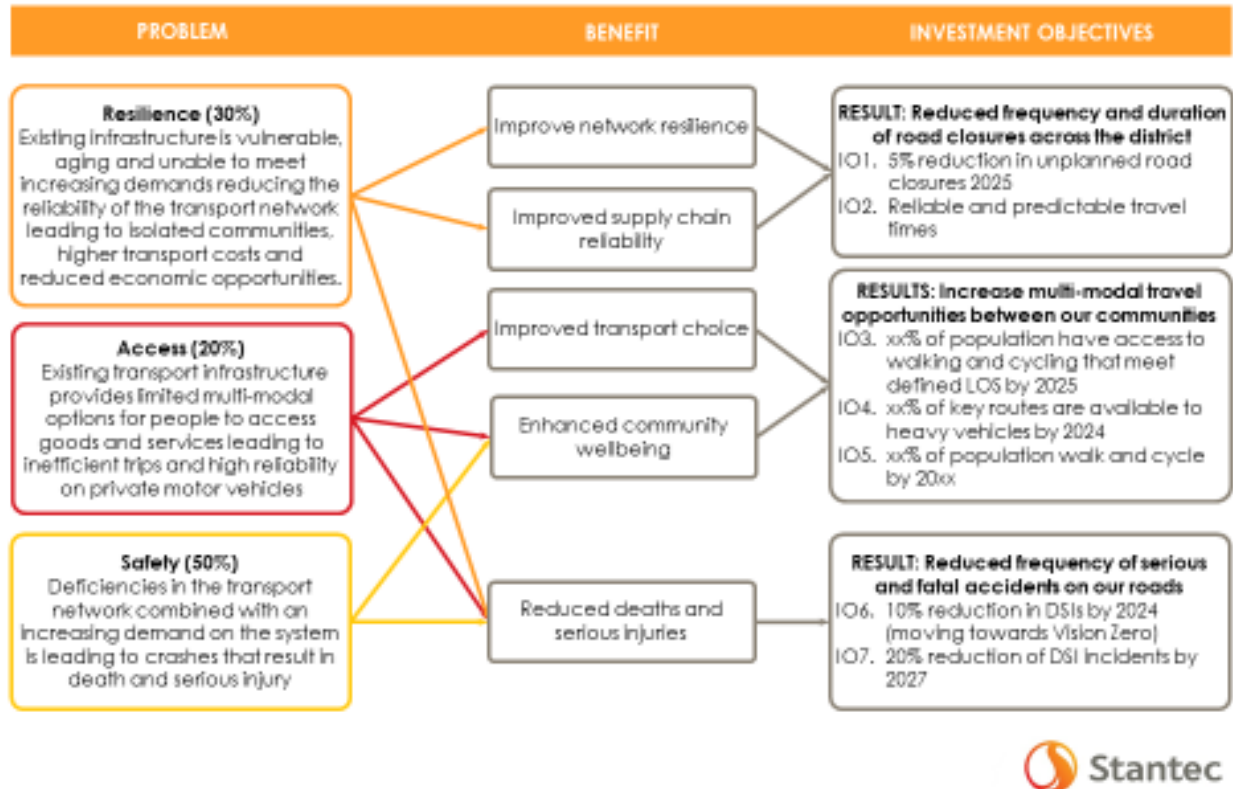 PROBLEM
BENEFIT
INVESTMENT OBJECTIVES
Resilience (30%)
Existing infrastructure is vulnerable,
aging and unable to meet
increasing demands reducing the
reliability of the transport network
leading to isolated communities,
higher transport costs and
reduced economic opportunities.
Access (20%)
Existing transport infrastructure
provides limited multi-modal
options for people to access
goods and services leading to
inefficient trips and high reliability
on private motor vehicles
Safety (50%)
Deficiencies in the transport
network combined with an
increasing demand on the system
is leading to crashes that result in
death and serious injury
Improve network resilience
Improved supply chain
reliability
Improved transport choice
Enhanced community
wellbeing
Reduced deaths and
serious injuries
RESULT: Reduced frequency and duration
of road closures across the district
IO1. 5% reduction in unplanned road
closures 2025
IO2. Reliable and predictable travel
times
RESULTS: Increase multi-modal travel
opportunities between our communities
IO3. xx% of population have access to
walking and cycling that meet
defined LOS by 2025
IO4. xx% of key routes are available to
heavy vehicles by 2024
IO5. xx% of population walk and cycle
by 20xx
RESULT: Reduced frequency of serious
and fatal accidents on our roads
IO6. 10% reduction in DSIs by 2024
(moving towards Vision Zero)
IO7. 20% reduction of DSI incidents by
2027
Stantec